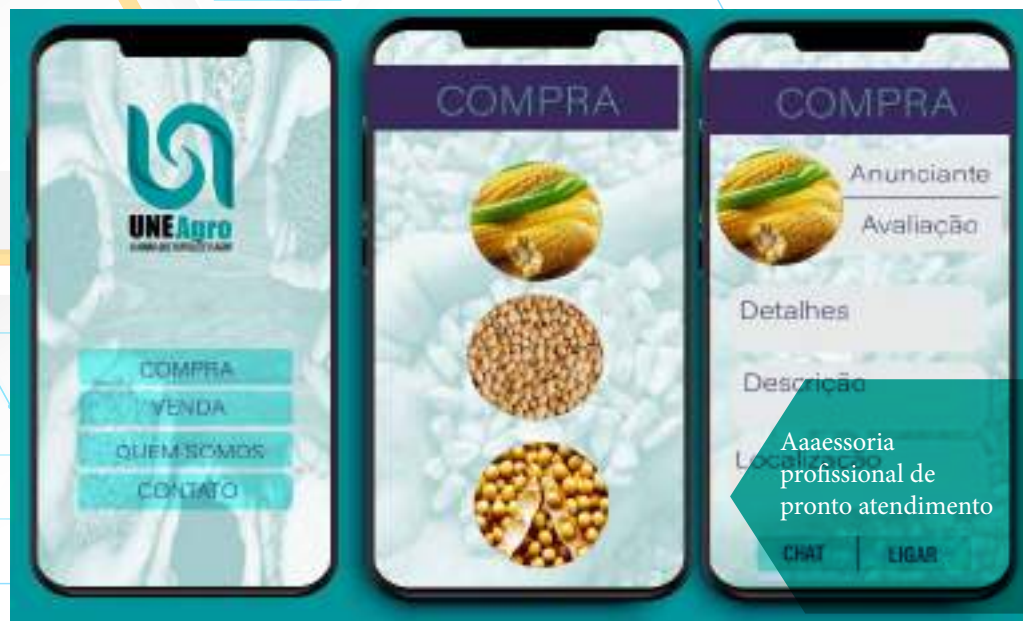 UNEAgro
COMPRA
VENDA
QUEM SOMOS
CONTATO
COMPRA
COMPRA
Anunciante
Avaliação
Detalhes
Descrição
Localização
Aaaessoria
profissional de
pronto atendimento
CHAT
LIGAR